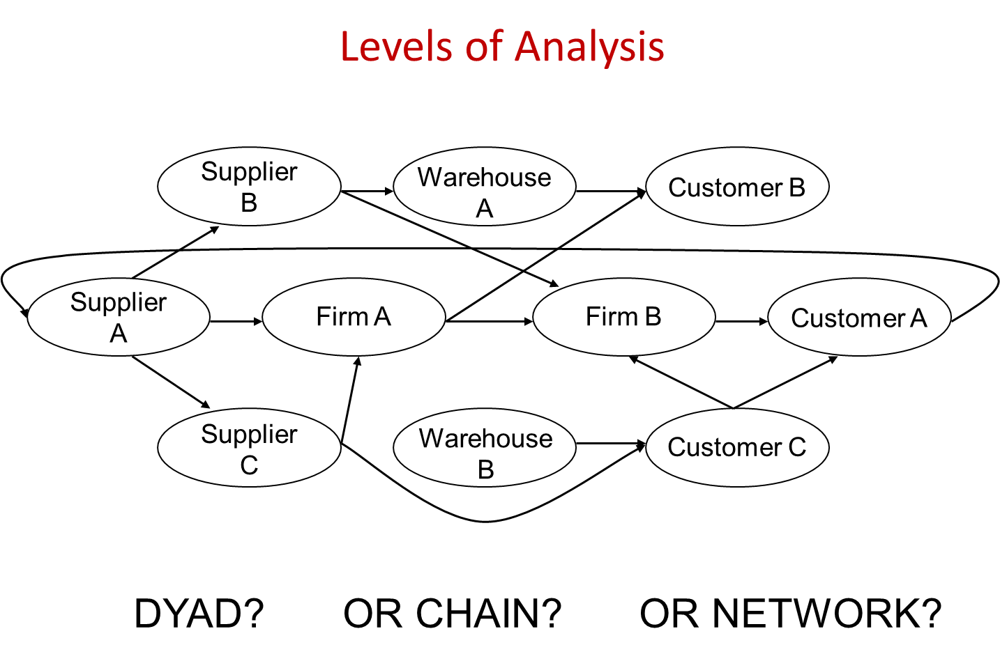 Levels of Analysis
Supplier
B
Warehouse
A
Customer B
Supplier
A
Firm A
Firm B
Customer A
Supplier
C
Warehouse
B
Customer C
DYAD?
OR CHAIN?
OR NETWORK?